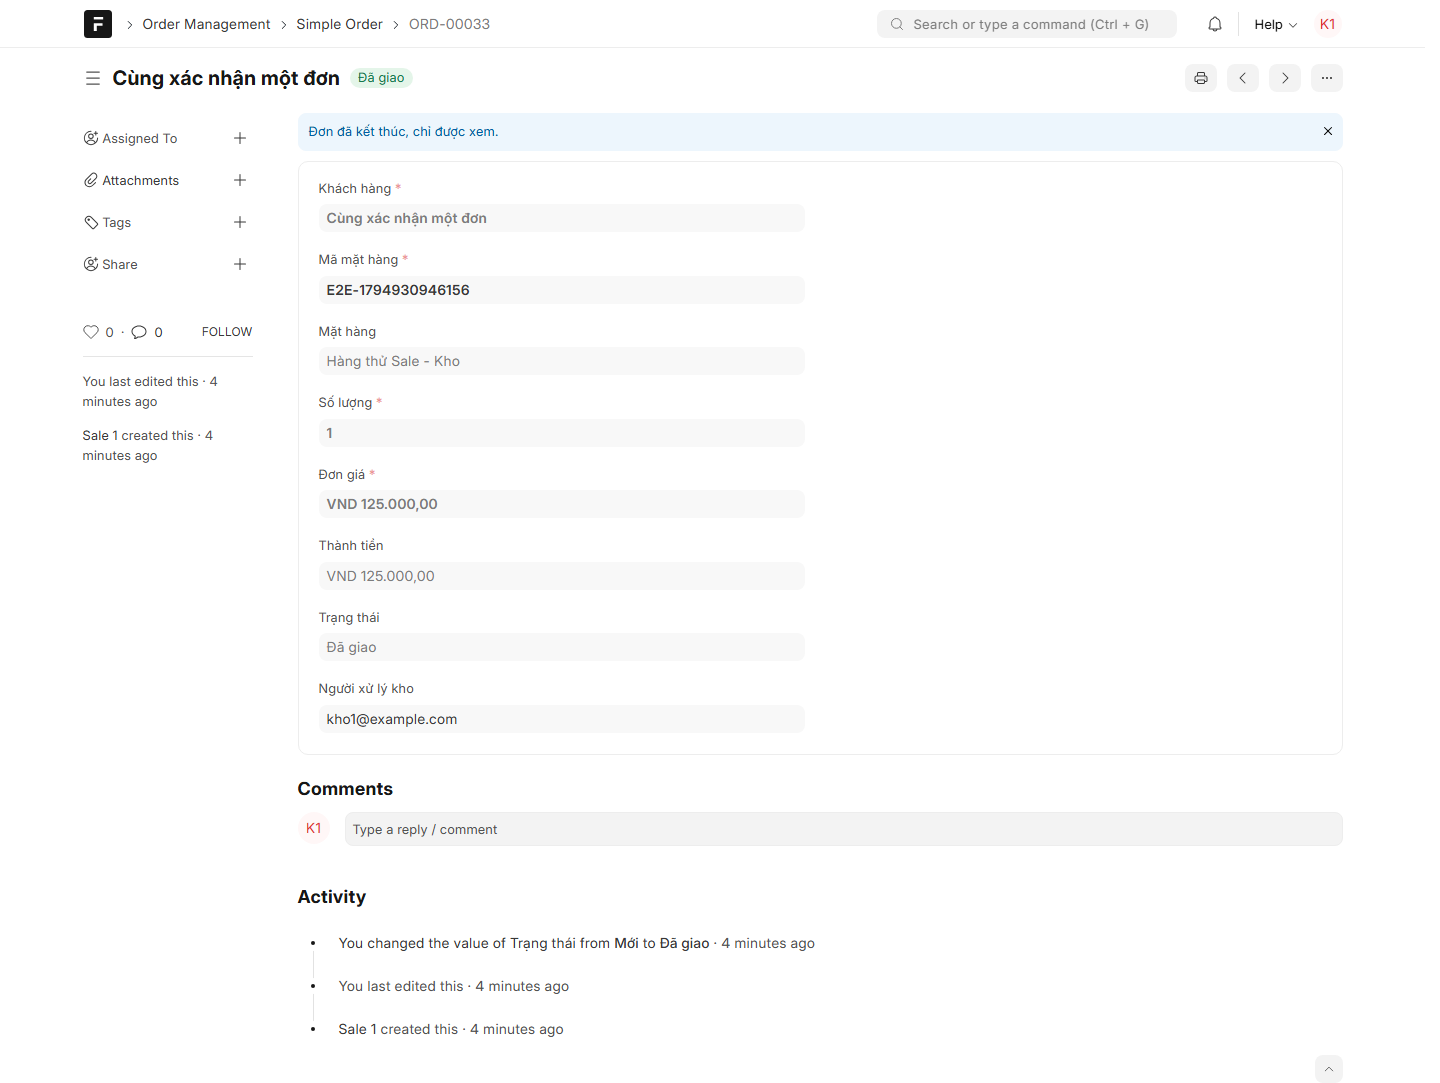 Order Management
Simple Order
ORD-00033
Search or type a command (Ctrl + G)
Help
K1
Cùng xác nhận một đơn
Đã giao
Assigned To
Attachments
Tags
Share
0 · 0
FOLLOW
You last edited this · 4
minutes ago
Sale 1 created this · 4
minutes ago
Đơn đã kết thúc, chỉ được xem.
Khách hàng *
Cùng xác nhận một đơn
Mã mặt hàng *
E2E-1794930946156
Mặt hàng
Hàng thử Sale - Kho
Số lượng *
1
Đơn giá *
VND 125.000,00
Thành tiền
VND 125.000,00
Trạng thái
Đã giao
Người xử lý kho
kho1@example.com
Comments
K1
Type a reply / comment
Activity
You changed the value of Trạng thái from Mới to Đã giao · 4 minutes ago
You last edited this · 4 minutes ago
Sale 1 created this · 4 minutes ago